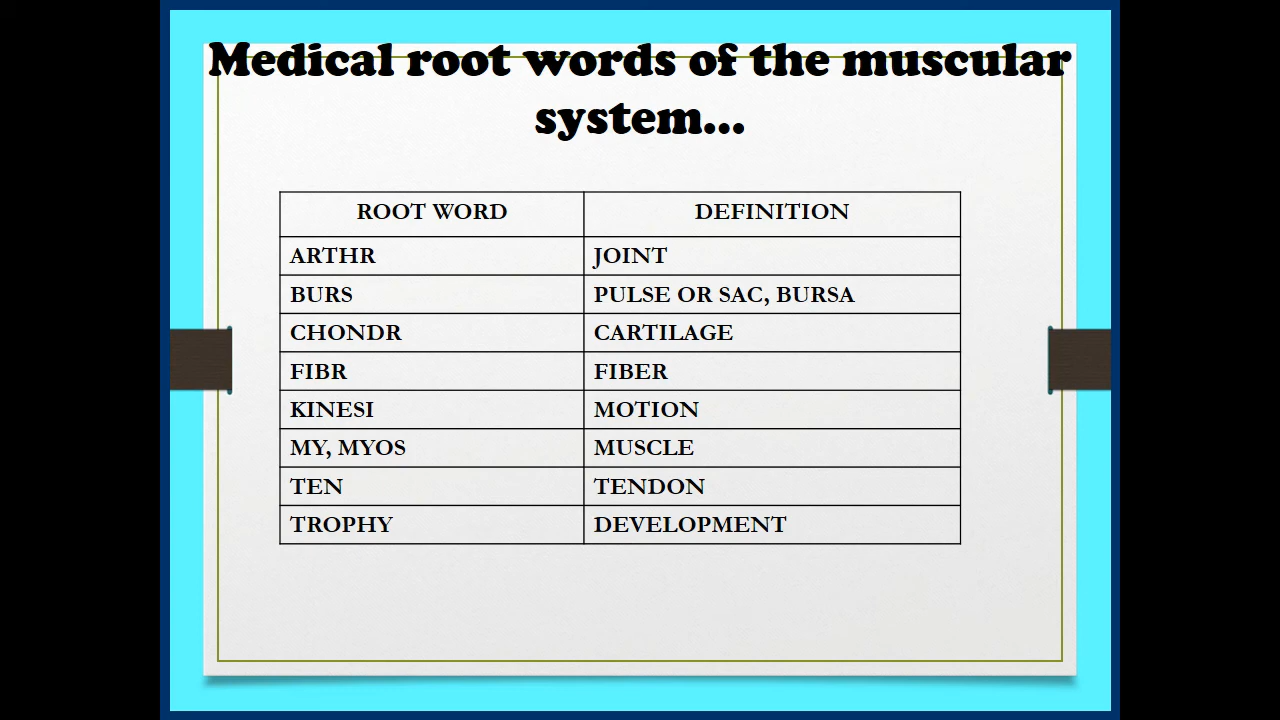 Medical root words of the muscular
system...
ROOT WORD DEFINITION
ARTHR JOINT
BURS PULSE OR SAC, BURSA
CHONDR CARTILAGE
FIBR FIBER
KINESI MOTION
MY, MYOS MUSCLE
TEN TENDON
TROPHY DEVELOPMENT